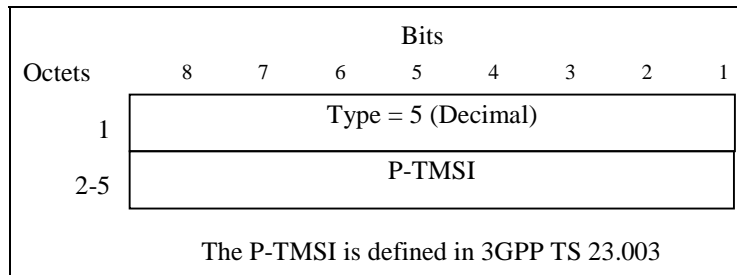 Bits
Octets 8 7 6 5 4 3 2 1
1 Type = 5 (Decimal)
2-5 P-TMSI
The P-TMSI is defined in 3GPP TS 23.003